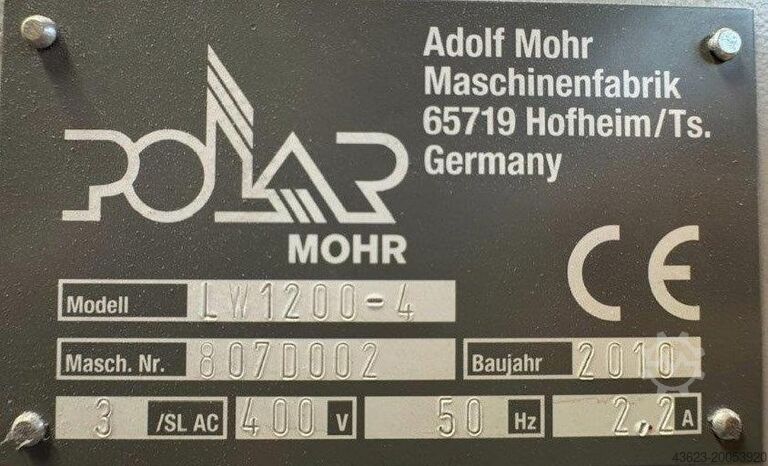 Adolf Mohr
Maschinenfabrik
65719 Hofheim/Ts.
Germany
POLAR
MOHR
CE
Modell LW1200-4
Masch. Nr. 807D002 Baujahr 2010
3 /SL AC 400 V 50 Hz 2,2 A
43623-20053920